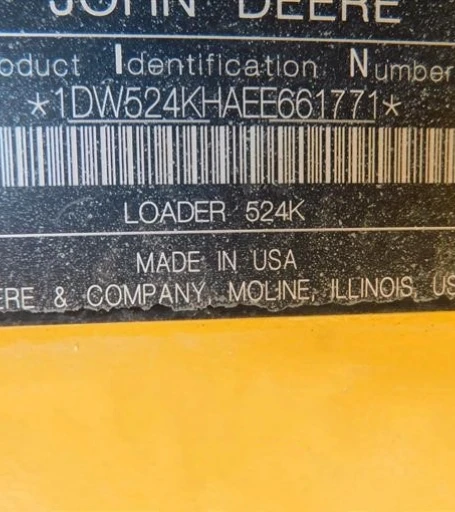 JOHN DEERE
oduct Identification Number
*1DW524KHAEE661771*
LOADER 524K
MADE IN USA
ERE & COMPANY, MOLINE, ILLINOIS, US